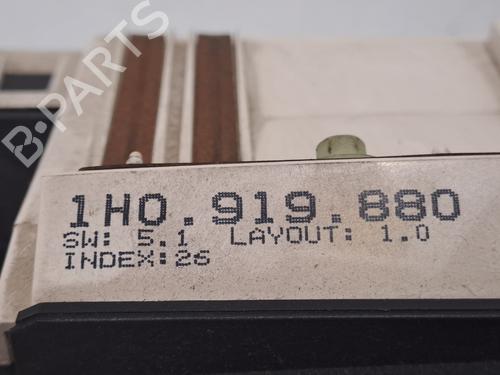 B-PARTS
1H0.919.880
SW: 5.1 LAYOUT: 1.0
INDEX:26